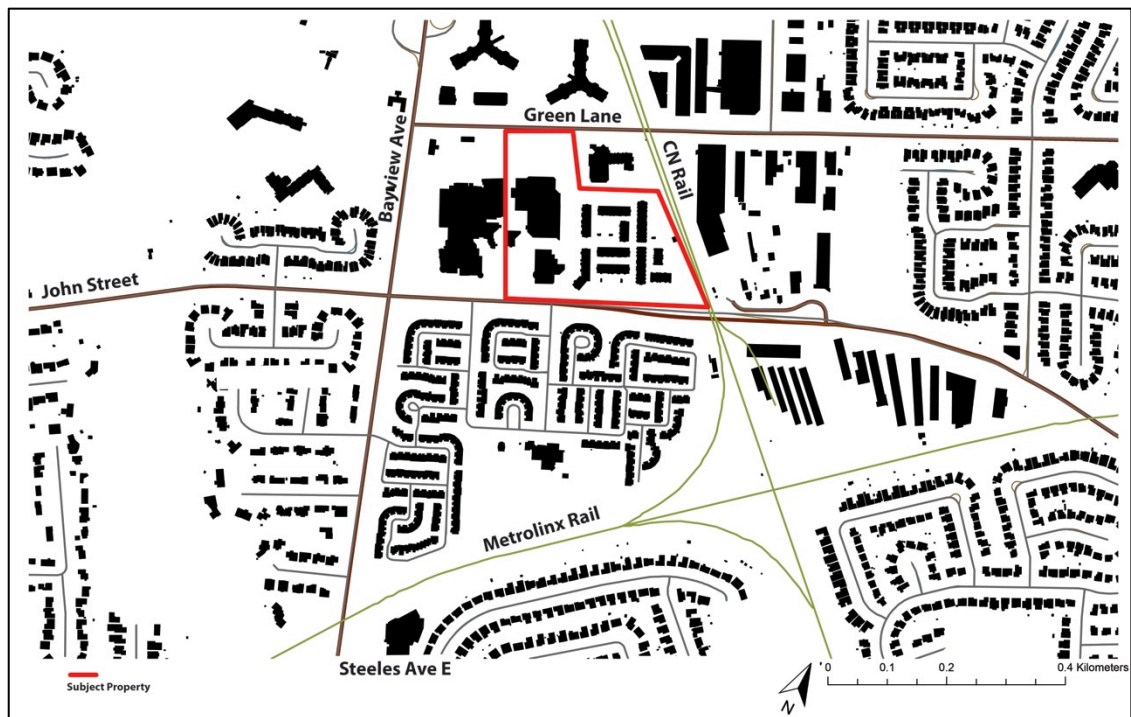 Green Lane
Bayview Ave
CN Rail
John Street
Metrolinx Rail
Steeles Ave E
Subject Property
N
0 0.1 0.2 0.4 Kilometers